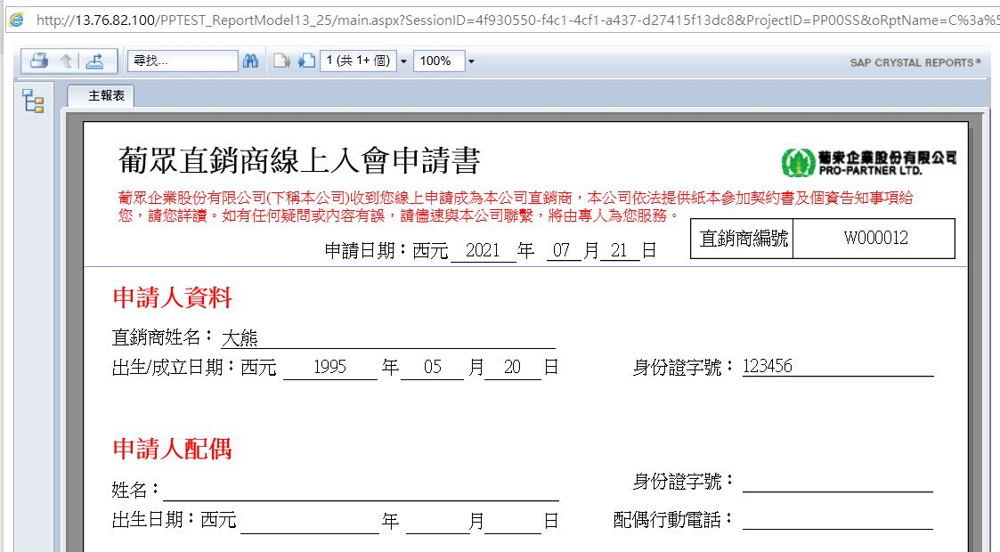 http://13.76.82.100/PPTEST_ReportModel13_25/main.aspx?SessionID=4f930550-f4c1-4cf1-a437-d27415f13dc8&ProjectID=PP00SS&oRptName=C%3a%5
尋找...
1 (共 1+ 個)
100%
SAP CRYSTAL REPORTS®
主報表
葡眾直銷商線上入會申請書
葡衆企業股份有限公司
PRO-PARTNER LTD.
葡眾企業股份有限公司(下稱本公司)收到您線上申請成為本公司直銷商，本公司依法提供紙本參加契約書及個資告知事項給
您，請您詳讀。如有任何疑問或內容有誤，請儘速與本公司聯繫，將由專人為您服務。
申請日期：西元 2021 年 07 月 21 日
直銷商編號 W000012
申請人資料
直銷商姓名： 大熊
出生/成立日期：西元 1995 年 05 月 20 日 身份證字號： 123456
申請人配偶
姓名： 身份證字號：
出生日期：西元 年 月 日 配偶行動電話：